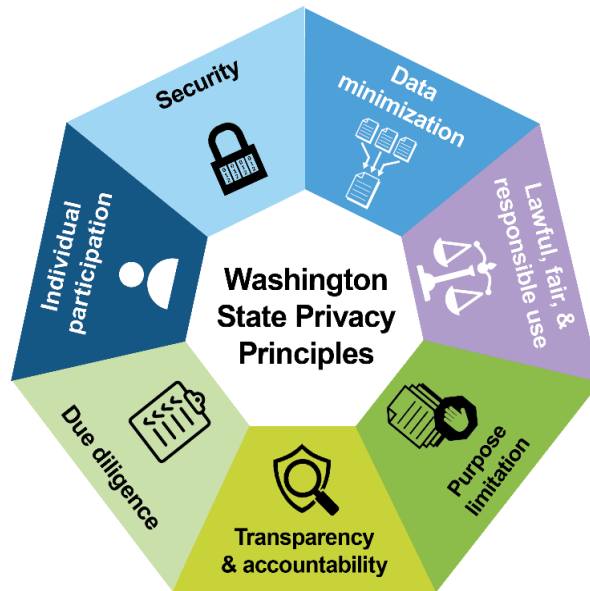 Washington
State Privacy
Principles
Security
Data
minimization
Lawful, fair, &
responsible use
Purpose
limitation
Transparency
& accountability
Due diligence
Individual
participation